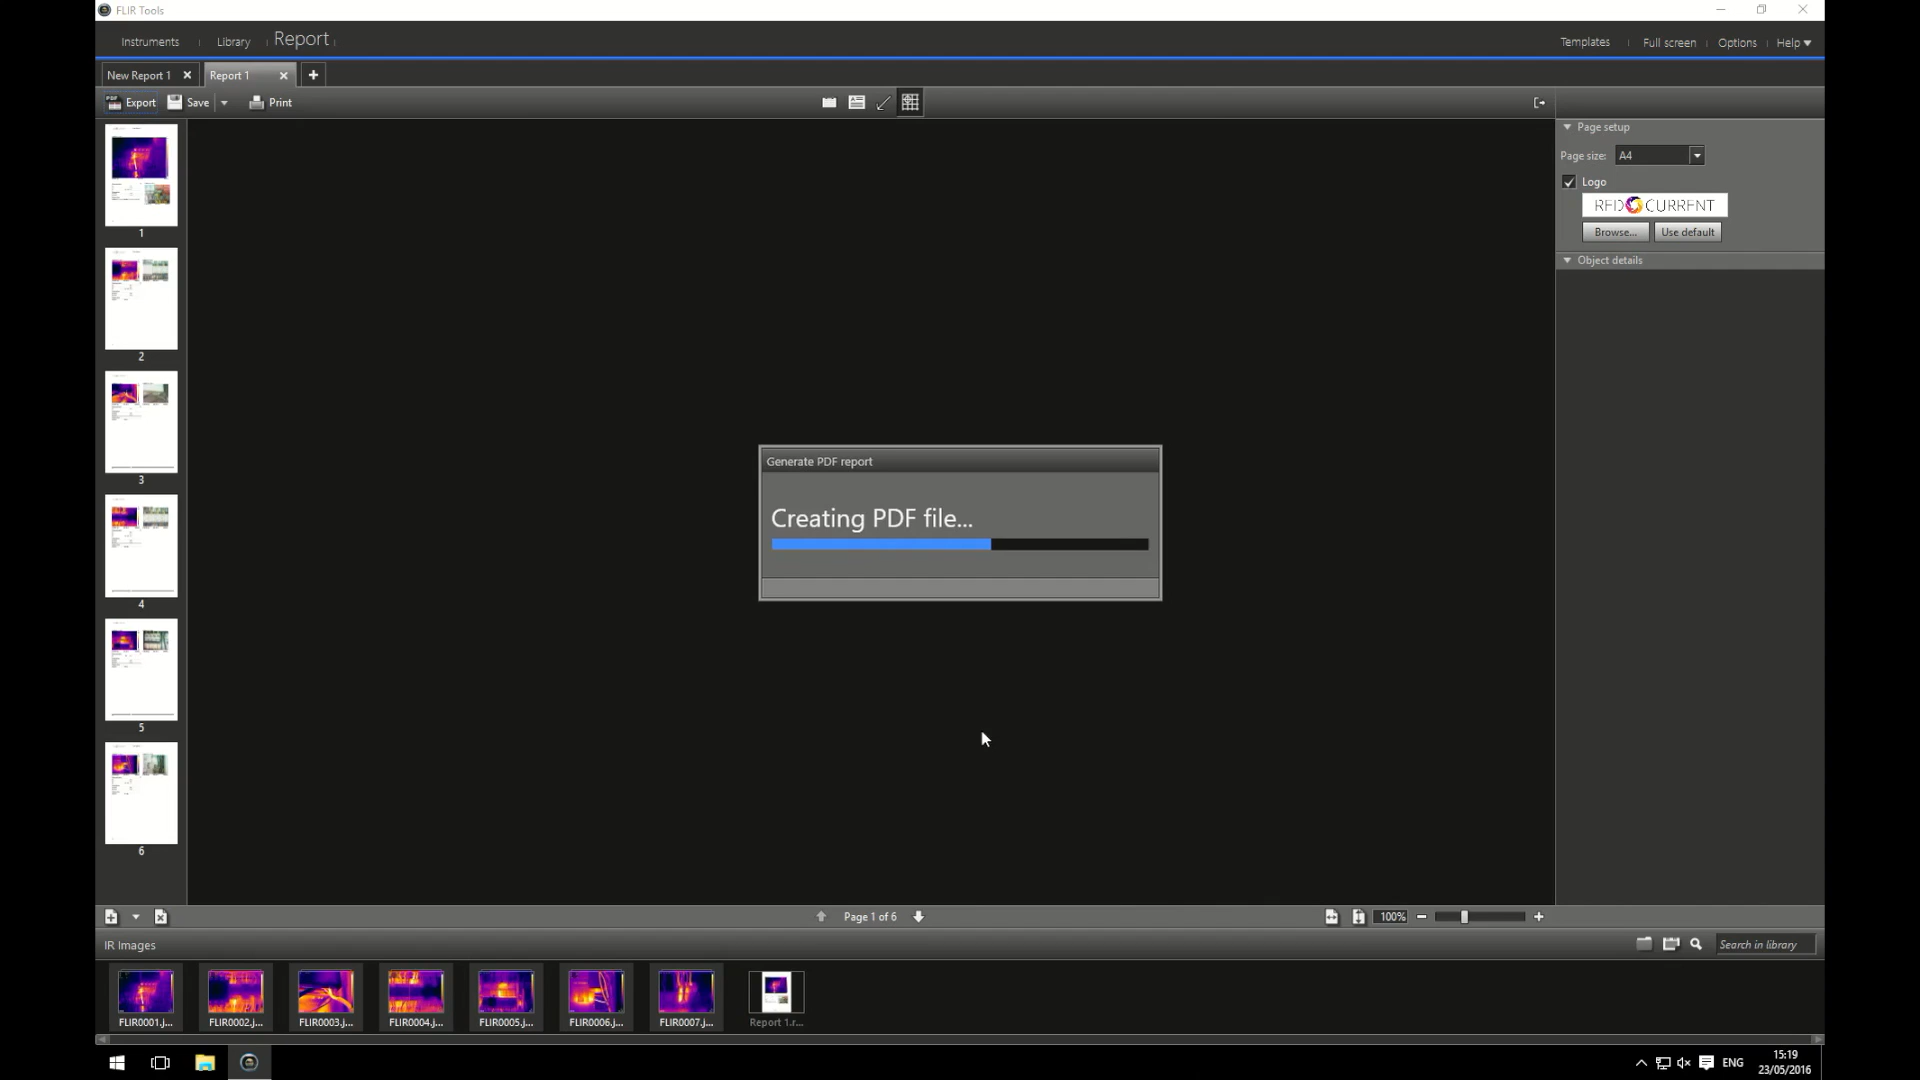 FLIR Tools
Instruments Library Report
Templates Full screen Options Help
New Report 1 Report 1
Export Save Print
Page setup
Page size: A4
Logo
RED CURRENT
Browse... Use default
Object details
1
2
3
4
5
6
Generate PDF report
Creating PDF file...
Page 1 of 6
100%
IR Images
Search in library
FLIR0001.j... FLIR0002.j... FLIR0003.j... FLIR0004.j... FLIR0005.j... FLIR0006.j... FLIR0007.j... Report 1.r...
ENG
15:19
23/05/2016